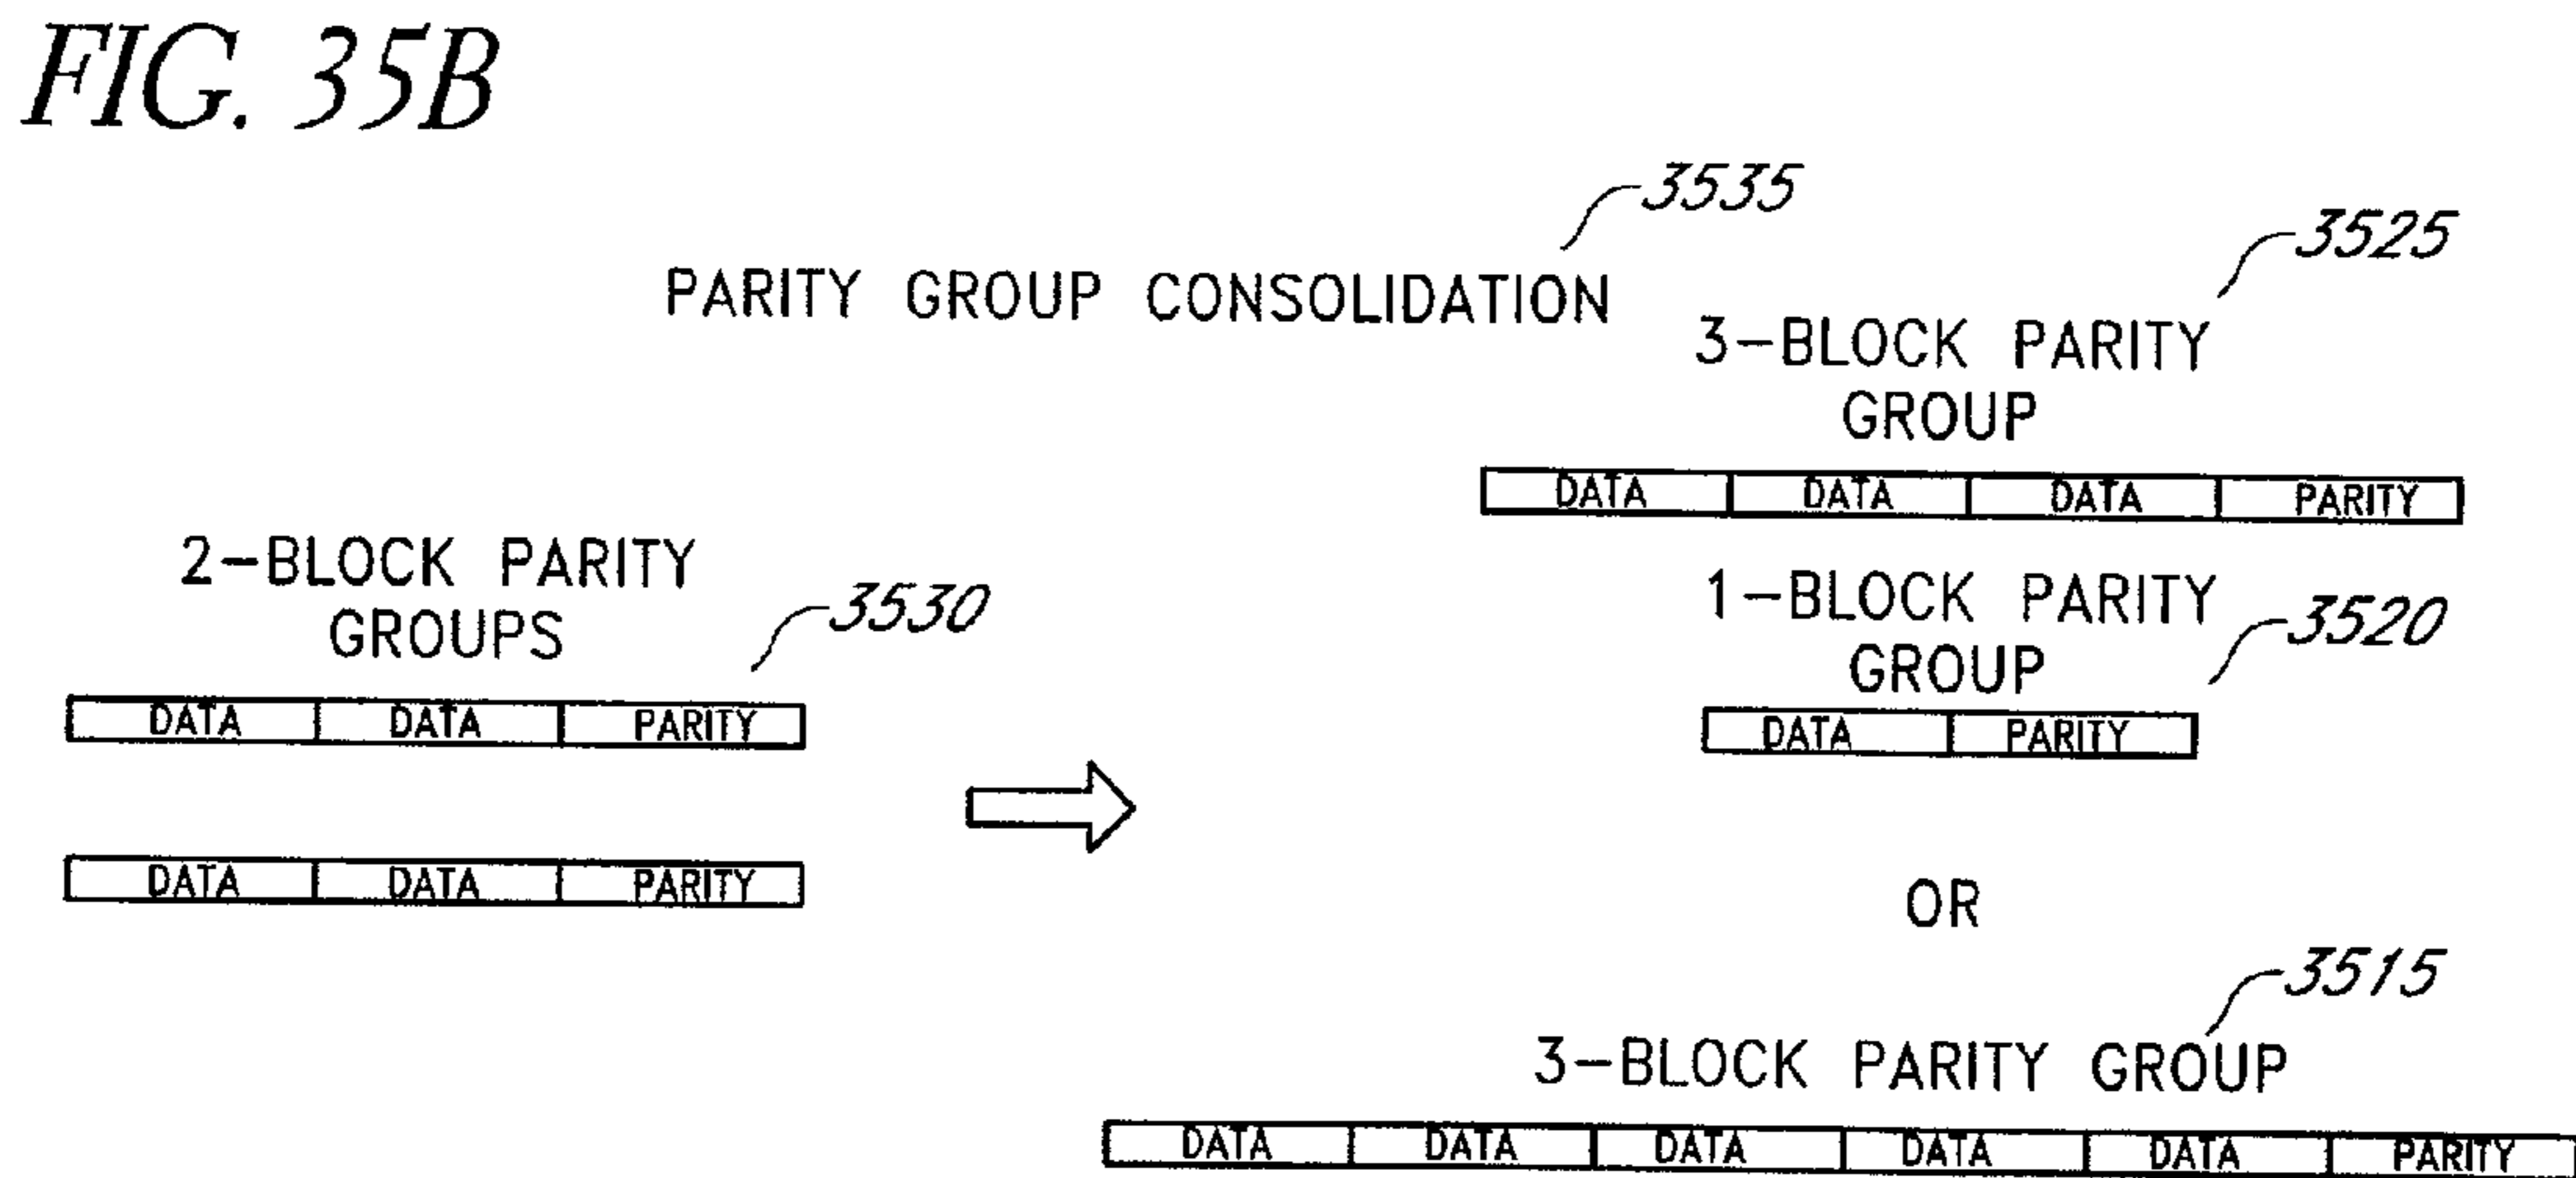 FIG. 35B
3535
PARITY GROUP CONSOLIDATION
3525
3-BLOCK PARITY
GROUP
DATA DATA DATA PARITY
2-BLOCK PARITY
GROUPS
3530
DATA DATA PARITY
DATA DATA PARITY
1-BLOCK PARITY
GROUP
3520
DATA PARITY
OR
3515
3-BLOCK PARITY GROUP
DATA DATA DATA DATA DATA PARITY